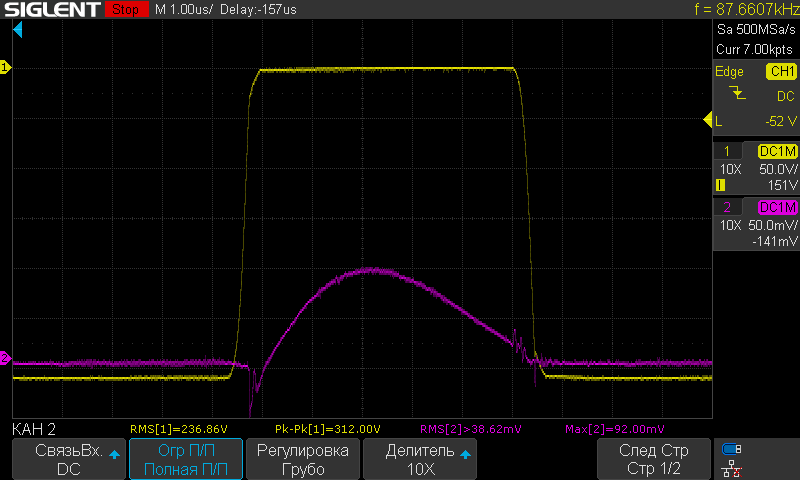 SIGLENT Stop M 1.00us/ Delay:-157us f = 87.6607kHz
Sa 500MSa/s
Curr 7.00kpts
Edge CH1
DC
L -52 V
1 DC1M
10X 50.0V/
151V
2 DC1M
10X 50.0mV/
-141mV
1
2
КАН 2 RMS[1]=236.86V Pk-Pk[1]=312.00V RMS[2]>38.62mV Max[2]=92.00mV
СвязьВх.
DC
Огр П/П
Полная П/П
Регулировка
Грубо
Делитель
10X
След Стр
Стр 1/2